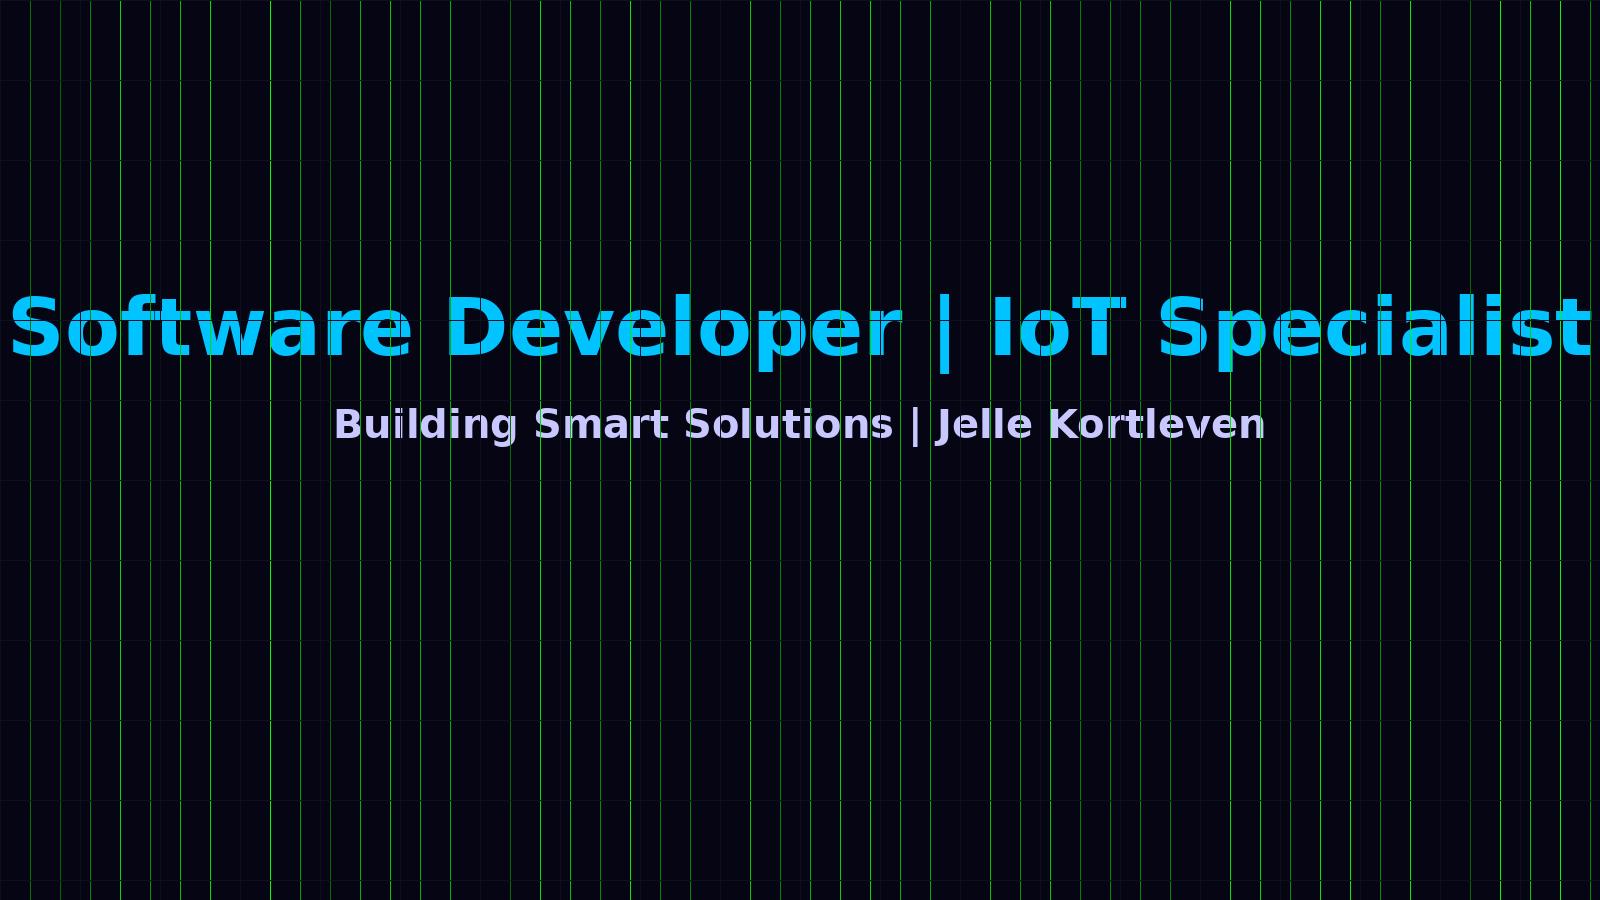 Software Developer | IoT Specialist
Building Smart Solutions | Jelle Kortleven